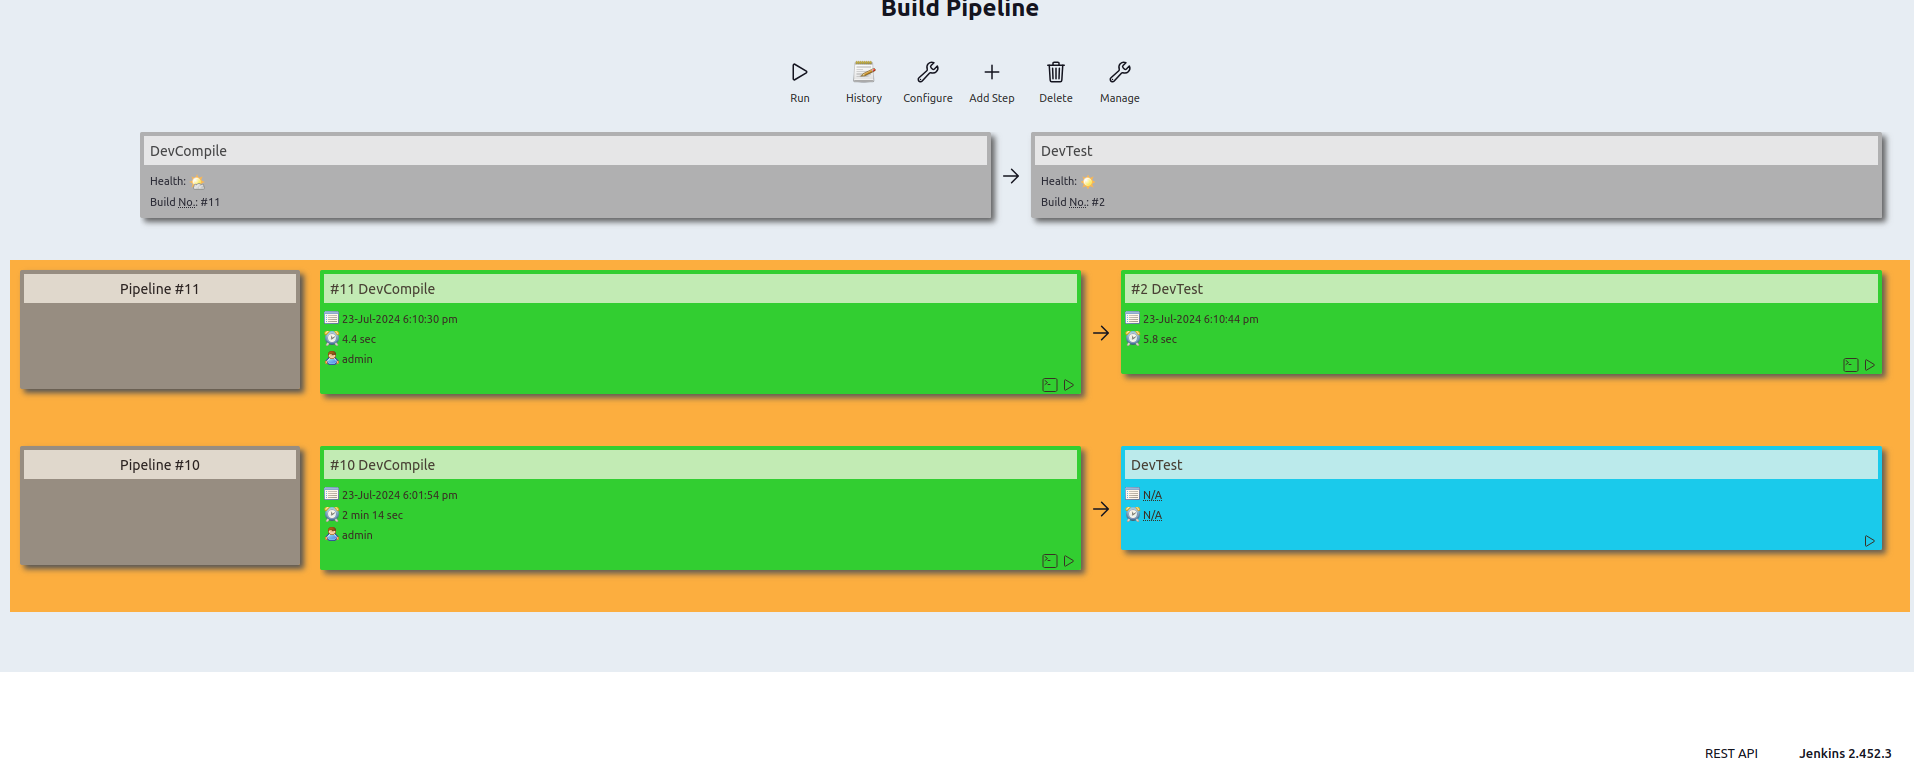 Build Pipeline
Run
History
Configure
Add Step
Delete
Manage
DevCompile
Health:
Build No.: #11
DevTest
Health:
Build No.: #2
Pipeline #11
#11 DevCompile
23-Jul-2024 6:10:30 pm
4.4 sec
admin
#2 DevTest
23-Jul-2024 6:10:44 pm
5.8 sec
Pipeline #10
#10 DevCompile
23-Jul-2024 6:01:54 pm
2 min 14 sec
admin
DevTest
N/A
N/A
REST API
Jenkins 2.452.3